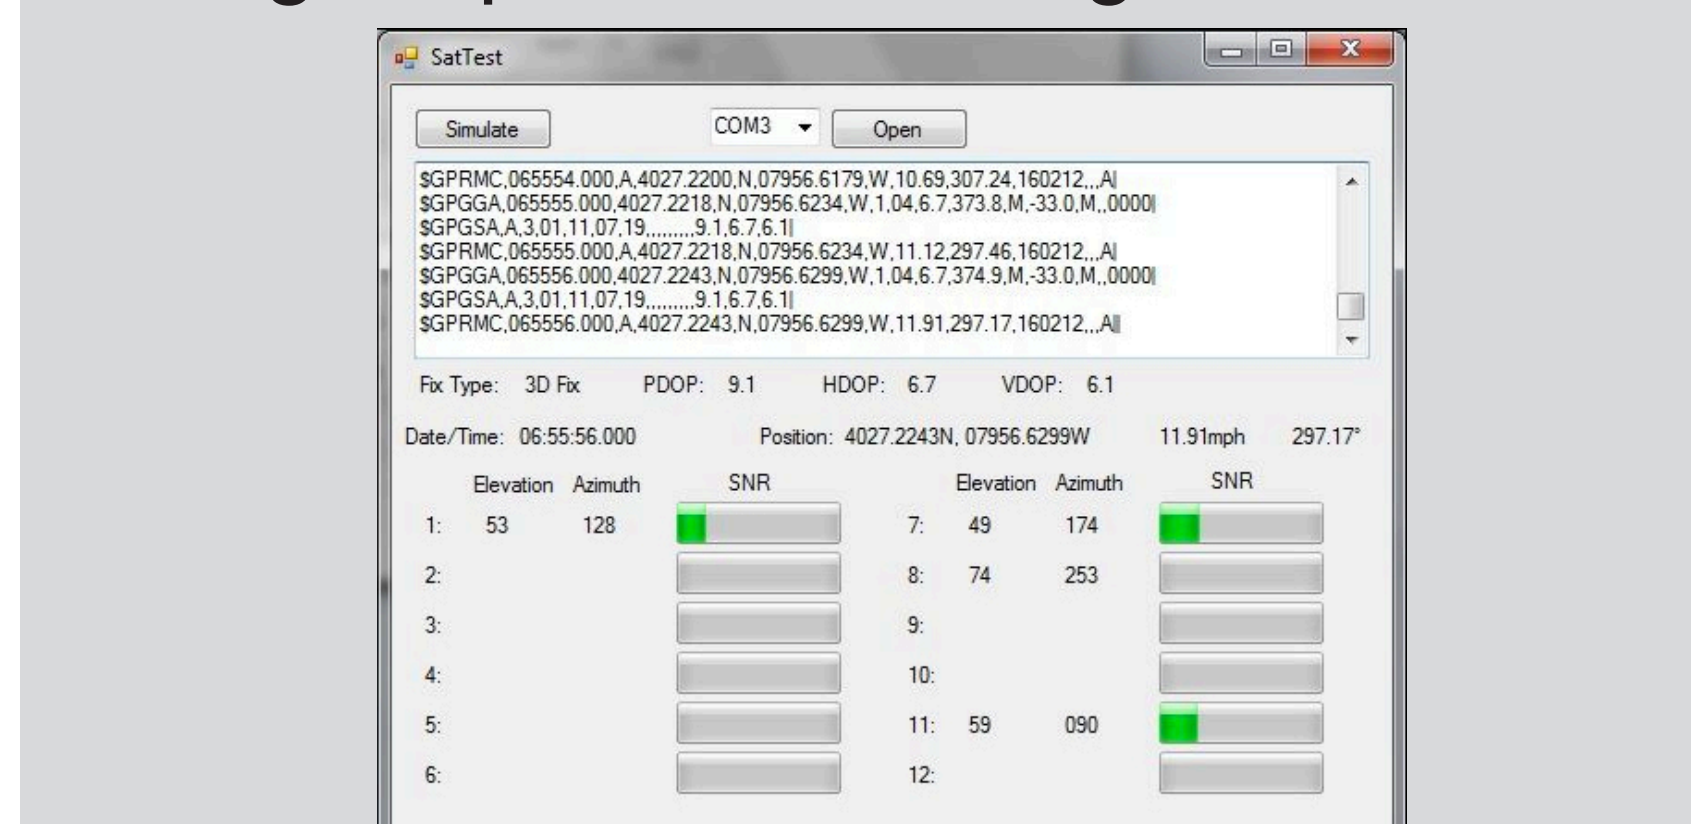 SatTest
Simulate COM3 Open
$GPRMC,065554.000,A,4027.2200,N,07956.6179,W,10.69,307.24,160212,,,A|
$GPGGA,065555.000,4027.2218,N,07956.6234,W,1,04,6.7,373.8,M,-33.0,M,,0000|
$GPGSA,A,3,01,11,07,19,,,,,,,,,9.1,6.7,6.1|
$GPRMC,065555.000,A,4027.2218,N,07956.6234,W,11.12,297.46,160212,,,A|
$GPGGA,065556.000,4027.2243,N,07956.6299,W,1,04,6.7,374.9,M,-33.0,M,,0000|
$GPGSA,A,3,01,11,07,19,,,,,,,,,9.1,6.7,6.1|
$GPRMC,065556.000,A,4027.2243,N,07956.6299,W,11.91,297.17,160212,,,A||
Fix Type: 3D Fix PDOP: 9.1 HDOP: 6.7 VDOP: 6.1
Date/Time: 06:55:56.000 Position: 4027.2243N, 07956.6299W 11.91mph 297.17°
Elevation Azimuth SNR Elevation Azimuth SNR
1: 53 128 7: 49 174
2: 8: 74 253
3: 9:
4: 10:
5: 11: 59 090
6: 12: